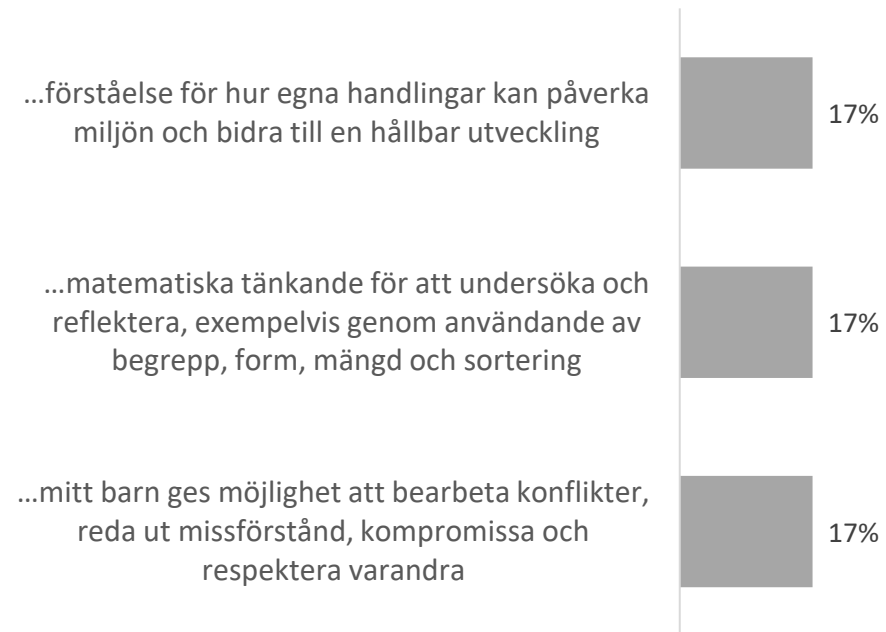 …förståelse för hur egna handlingar kan påverka
miljön och bidra till en hållbar utveckling
17%
…matematiska tänkande för att undersöka och
reflektera, exempelvis genom användande av
begrepp, form, mängd och sortering
17%
…mitt barn ges möjlighet att bearbeta konflikter,
reda ut missförstånd, kompromissa och
respektera varandra
17%